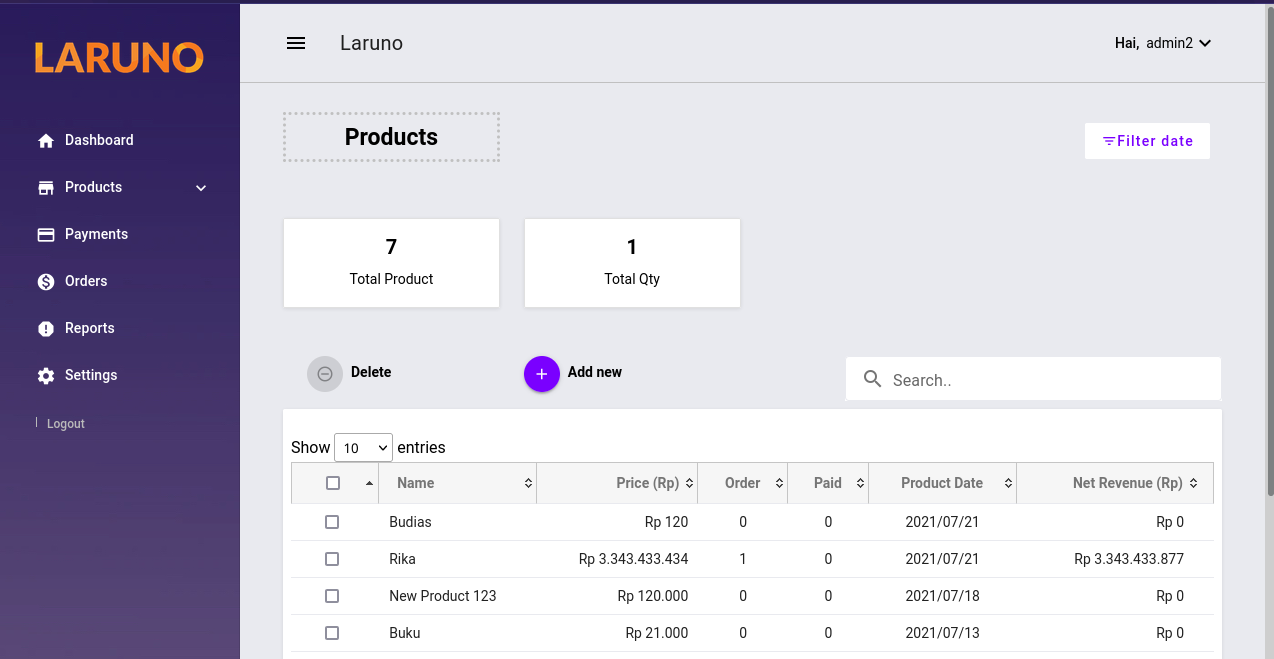 LARUNO
Laruno
Hai, admin2
Dashboard
Products
Payments
Orders
Reports
Settings
Logout
Products
Filter date
7
Total Product
1
Total Qty
Delete
Add new
Search..
Show 10 entries
Name Price (Rp) Order Paid Product Date Net Revenue (Rp)
Budias Rp 120 0 0 2021/07/21 Rp 0
Rika Rp 3.343.433.434 1 0 2021/07/21 Rp 3.343.433.877
New Product 123 Rp 120.000 0 0 2021/07/18 Rp 0
Buku Rp 21.000 0 0 2021/07/13 Rp 0